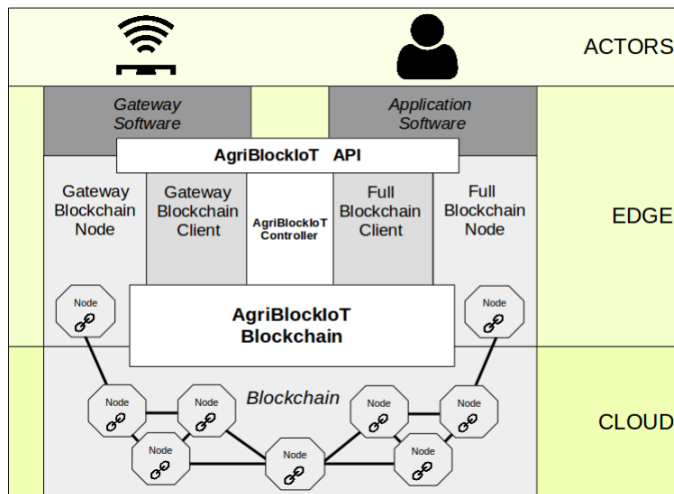 ACTORS
Gateway
Software
Application
Software
AgriBlockIoT API
Gateway
Blockchain
Node
Gateway
Blockchain
Client
AgriBlockIoT
Controller
Full
Blockchain
Client
Full
Blockchain
Node
EDGE
Node
AgriBlockIoT
Blockchain
Node
Blockchain
Node
Node
Node
Node
CLOUD
Node
Node
Node